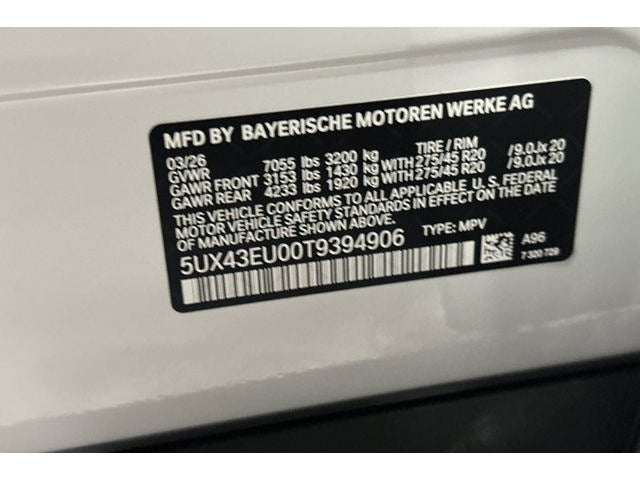 MFD BY BAYERISCHE MOTOREN WERKE AG
03/26 TIRE / RIM
GVWR 7055 lbs 3200 kg
GAWR FRONT 3153 lbs 1430 kg WITH 275/45 R20 /9.0Jx20
GAWR REAR 4233 lbs 1920 kg WITH 275/45 R20 /9.0Jx20
THIS VEHICLE CONFORMS TO ALL APPLICABLE U.S. FEDERAL
MOTOR VEHICLE SAFETY STANDARDS IN EFFECT ON THE DATE
OF MANUFACTURE SHOWN ABOVE.
5UX43EU00T9394906 TYPE: MPV A96
7 320 729